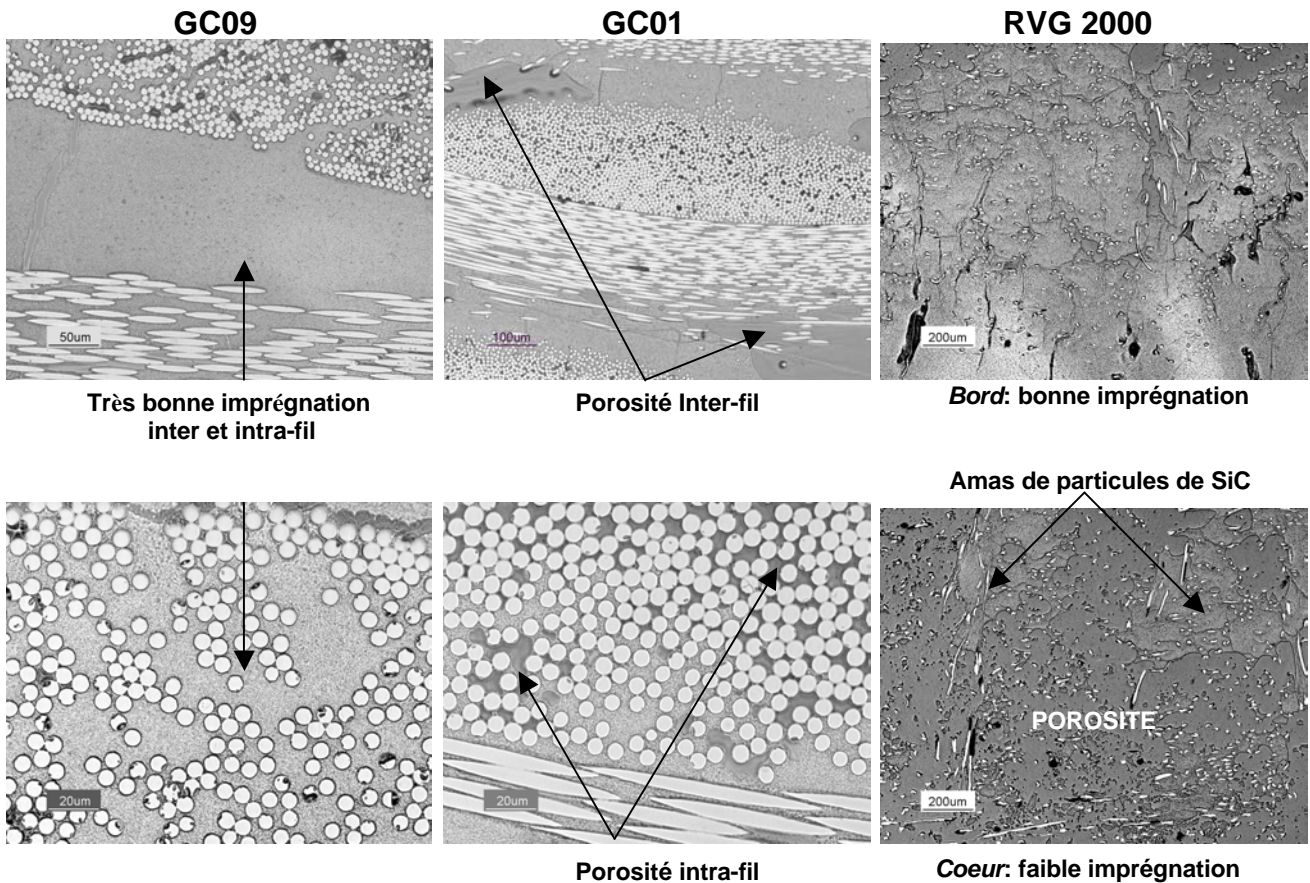 GC09
GC01
RVG 2000
50um
100um
200um
Très bonne imprégnation
inter et intra-fil
Porosité Inter-fil
Bord: bonne imprégnation
Amas de particules de SiC
POROSITE
20um
20um
200um
Porosité intra-fil
Coeur: faible imprégnation